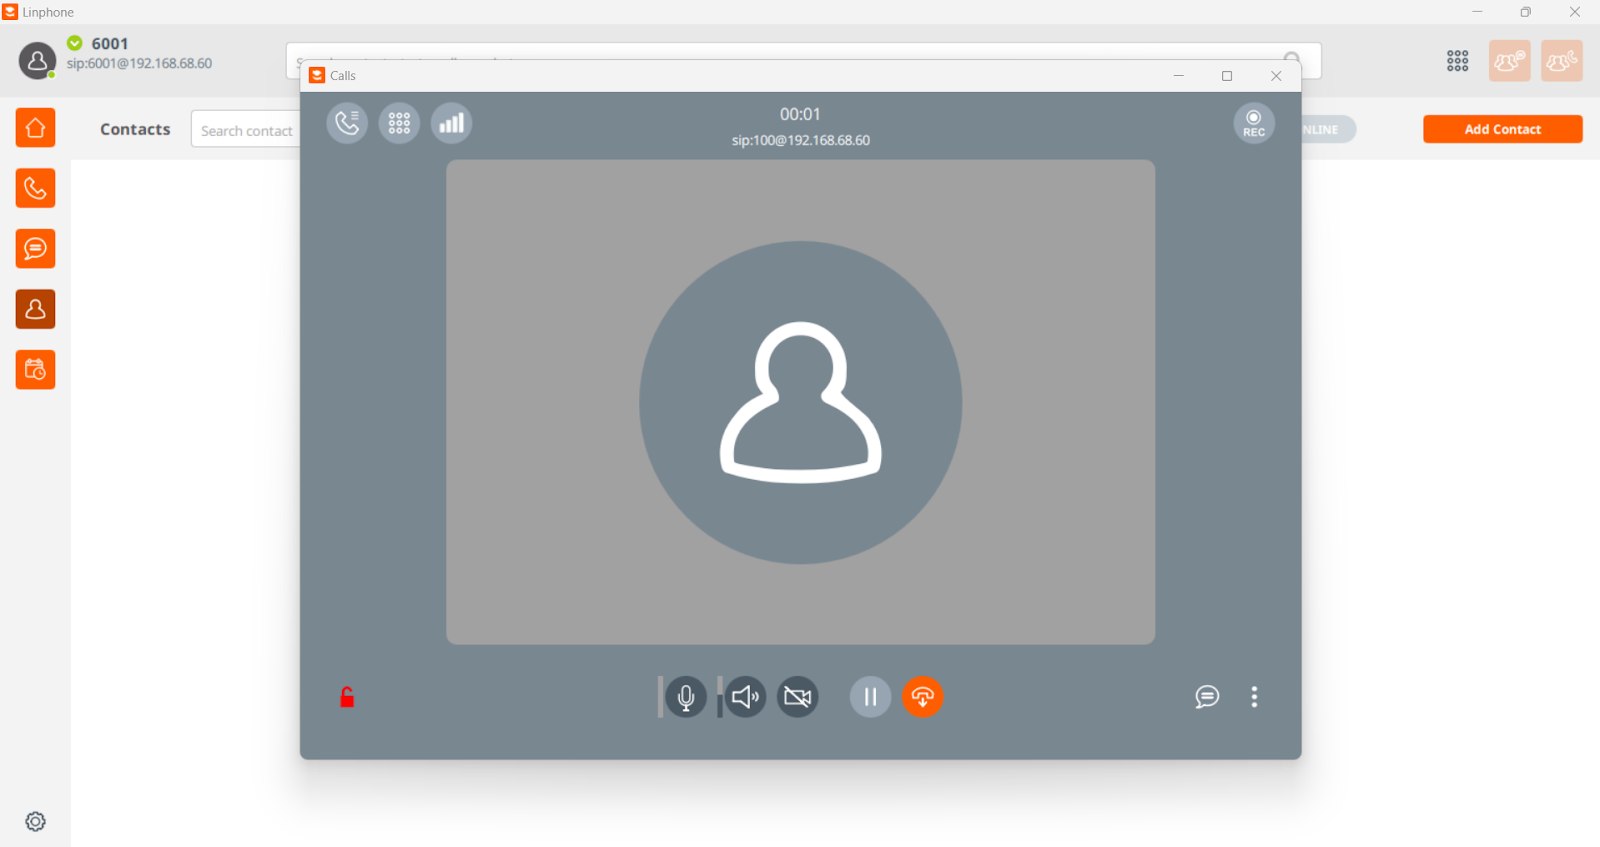 Linphone
6001
sip:6001@192.168.68.60
Calls
00:01
sip:100@192.168.68.60
REC
Contacts
Search contact
NLINE
Add Contact